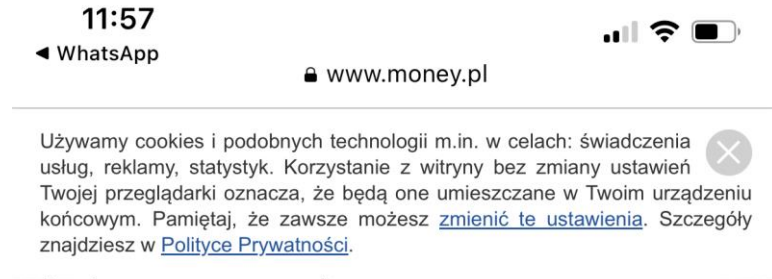 11:57
◀ WhatsApp
www.money.pl
Używamy cookies i podobnych technologii m.in. w celach: świadczenia
usług, reklamy, statystyk. Korzystanie z witryny bez zmiany ustawień
Twojej przeglądarki oznacza, że będą one umieszczane w Twoim urządzeniu
końcowym. Pamiętaj, że zawsze możesz zmienić te ustawienia. Szczegóły
znajdziesz w Polityce Prywatności.